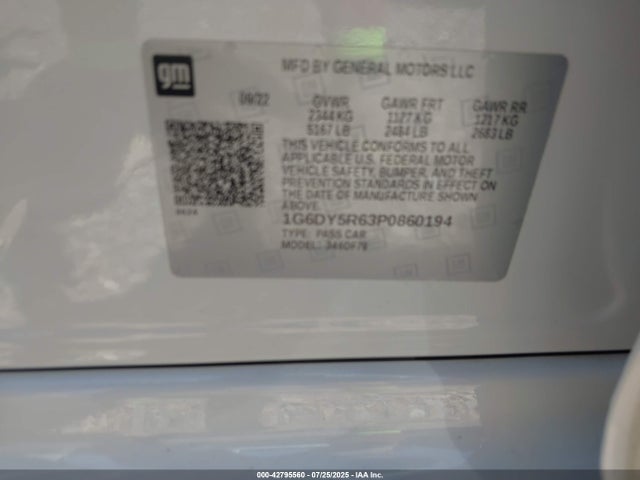 gm
MFD BY GENERAL MOTORS LLC
09/22 GVWR GAWR FRT GAWR RR
2344 KG 1127 KG 1217 KG
5167 LB 2484 LB 2683 LB
THIS VEHICLE CONFORMS TO ALL
APPLICABLE U.S. FEDERAL MOTOR
VEHICLE SAFETY, BUMPER, AND THEFT
PREVENTION STANDARDS IN EFFECT ON
THE DATE OF MANUFACTURE SHOWN
ABOVE.
1G6DY5R63P0860194
TYPE: PASS CAR
MODEL:
000-42795560 - 07/25/2025 - IAA Inc.